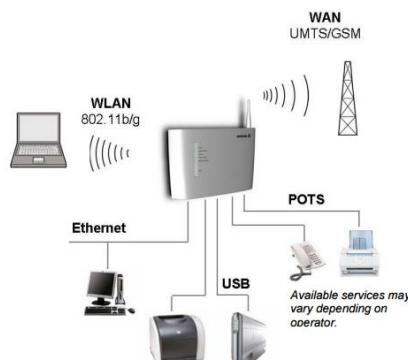 WAN
UMTS/GSM
WLAN
802.11b/g
Ethernet
POTS
USB
Available services may
vary depending on
operator.